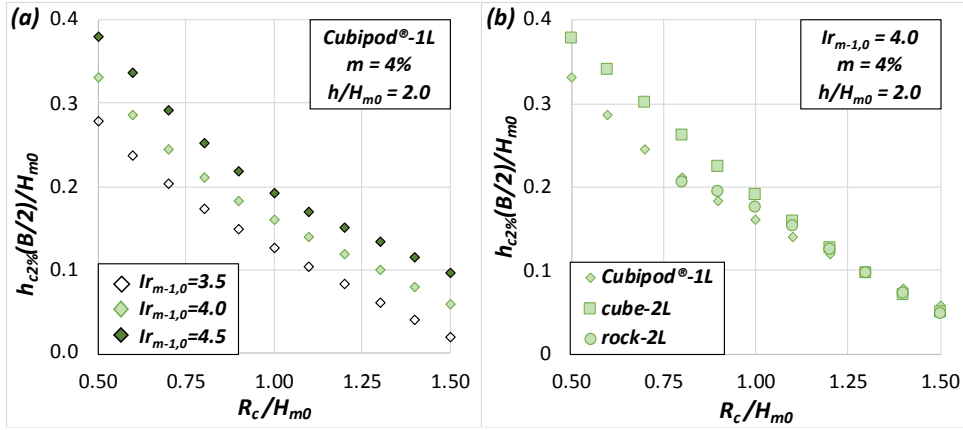 (a)
Cubipod®-1L
m = 4%
h/Hm0 = 2.0
hc2%(B/2)/Hm0
0.4
0.3
0.2
0.1
0.0
Irm-1,0=3.5
Irm-1,0=4.0
Irm-1,0=4.5
0.50 0.75 1.00 1.25 1.50
Rc/Hm0
(b)
Irm-1,0 = 4.0
m = 4%
h/Hm0 = 2.0
hc2%(B/2)/Hm0
0.4
0.3
0.2
0.1
0
Cubipod®-1L
cube-2L
rock-2L
0.50 0.75 1.00 1.25 1.50
Rc/Hm0